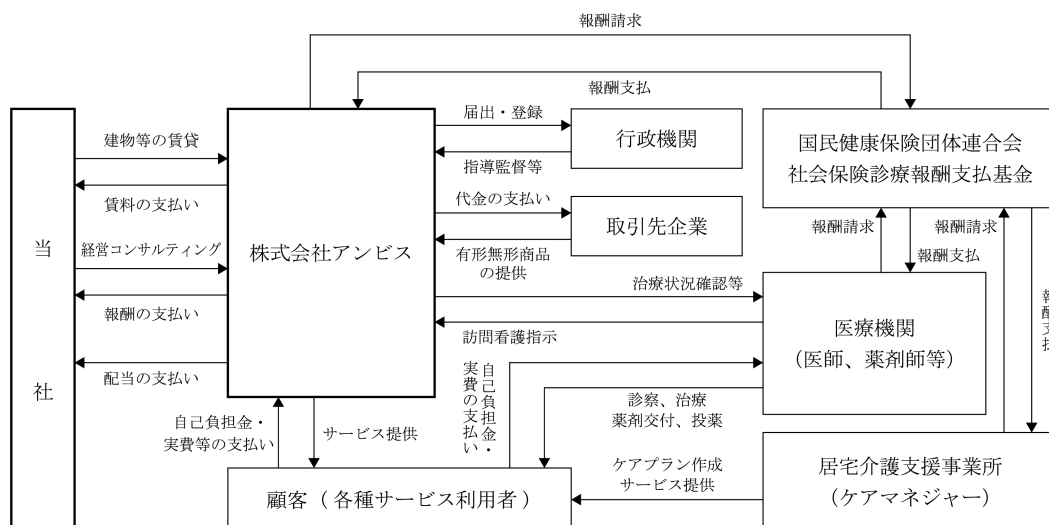 報酬請求
報酬支払
当社
建物等の賃貸
賃料の支払い
経営コンサルティング
報酬の支払い
配当の支払い
株式会社アンビス
届出・登録
指導監督等
行政機関
代金の支払い
有形無形商品
の提供
取引先企業
国民健康保険団体連合会
社会保険診療報酬支払基金
報酬請求
報酬支払
報酬請求
報酬支払
治療状況確認等
訪問看護指示
医療機関
（医師、薬剤師等）
自己負担金・
実費の支払い
診察、治療
薬剤交付、投薬
自己負担金・
実費等の支払い
サービス提供
顧客（各種サービス利用者）
ケアプラン作成
サービス提供
居宅介護支援事業所
（ケアマネジャー）